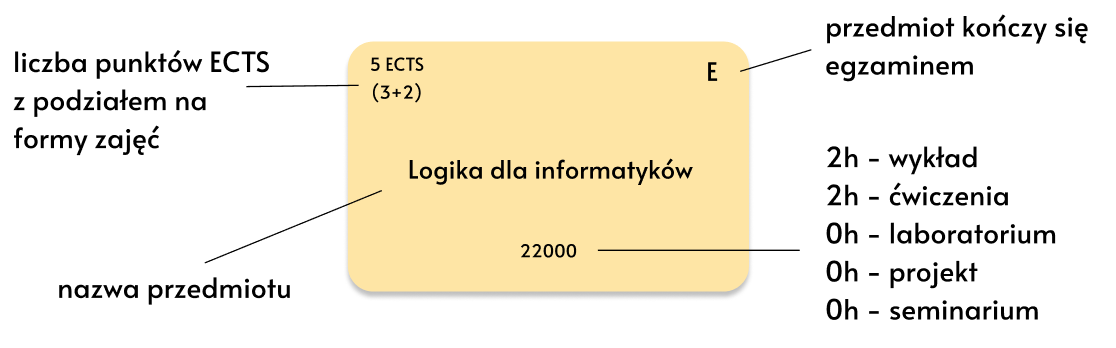 liczba punktów ECTS
z podziałem na
formy zajęć
5 ECTS
(3+2)
E
przedmiot kończy się
egzaminem
Logika dla informatyków
nazwa przedmiotu
22000
2h - wykład
2h - ćwiczenia
0h - laboratorium
0h - projekt
0h - seminarium